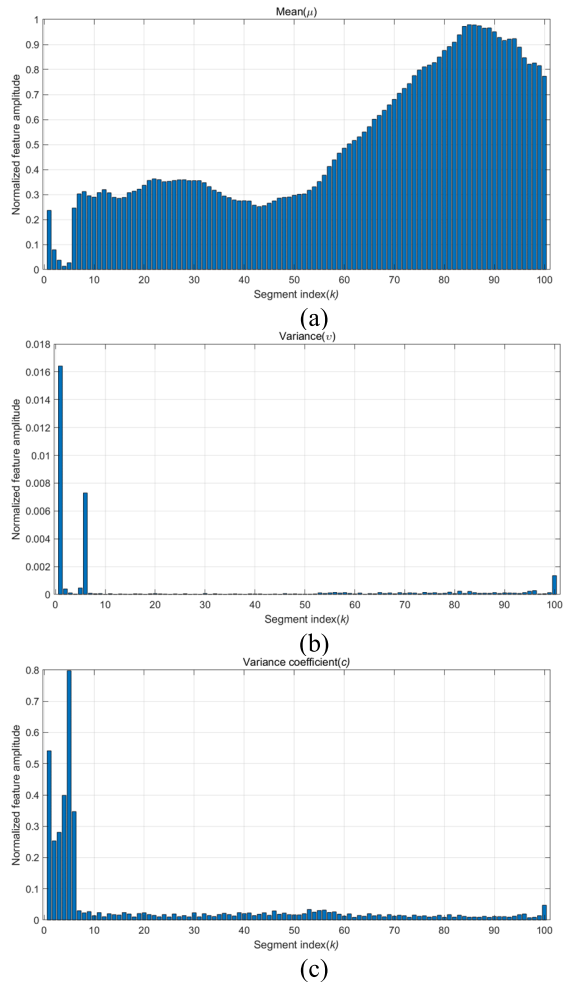 Mean(μ)
Normalized feature amplitude
1
0.9
0.8
0.7
0.6
0.5
0.4
0.3
0.2
0.1
0
0 10 20 30 40 50 60 70 80 90 100
Segment index(k)
(a)
Variance(υ)
Normalized feature amplitude
0.018
0.016
0.014
0.012
0.01
0.008
0.006
0.004
0.002
0
0 10 20 30 40 50 60 70 80 90 100
Segment index(k)
(b)
Variance coefficient(c)
Normalized feature amplitude
0.8
0.7
0.6
0.5
0.4
0.3
0.2
0.1
0
0 10 20 30 40 50 60 70 80 90 100
Segment index(k)
(c)